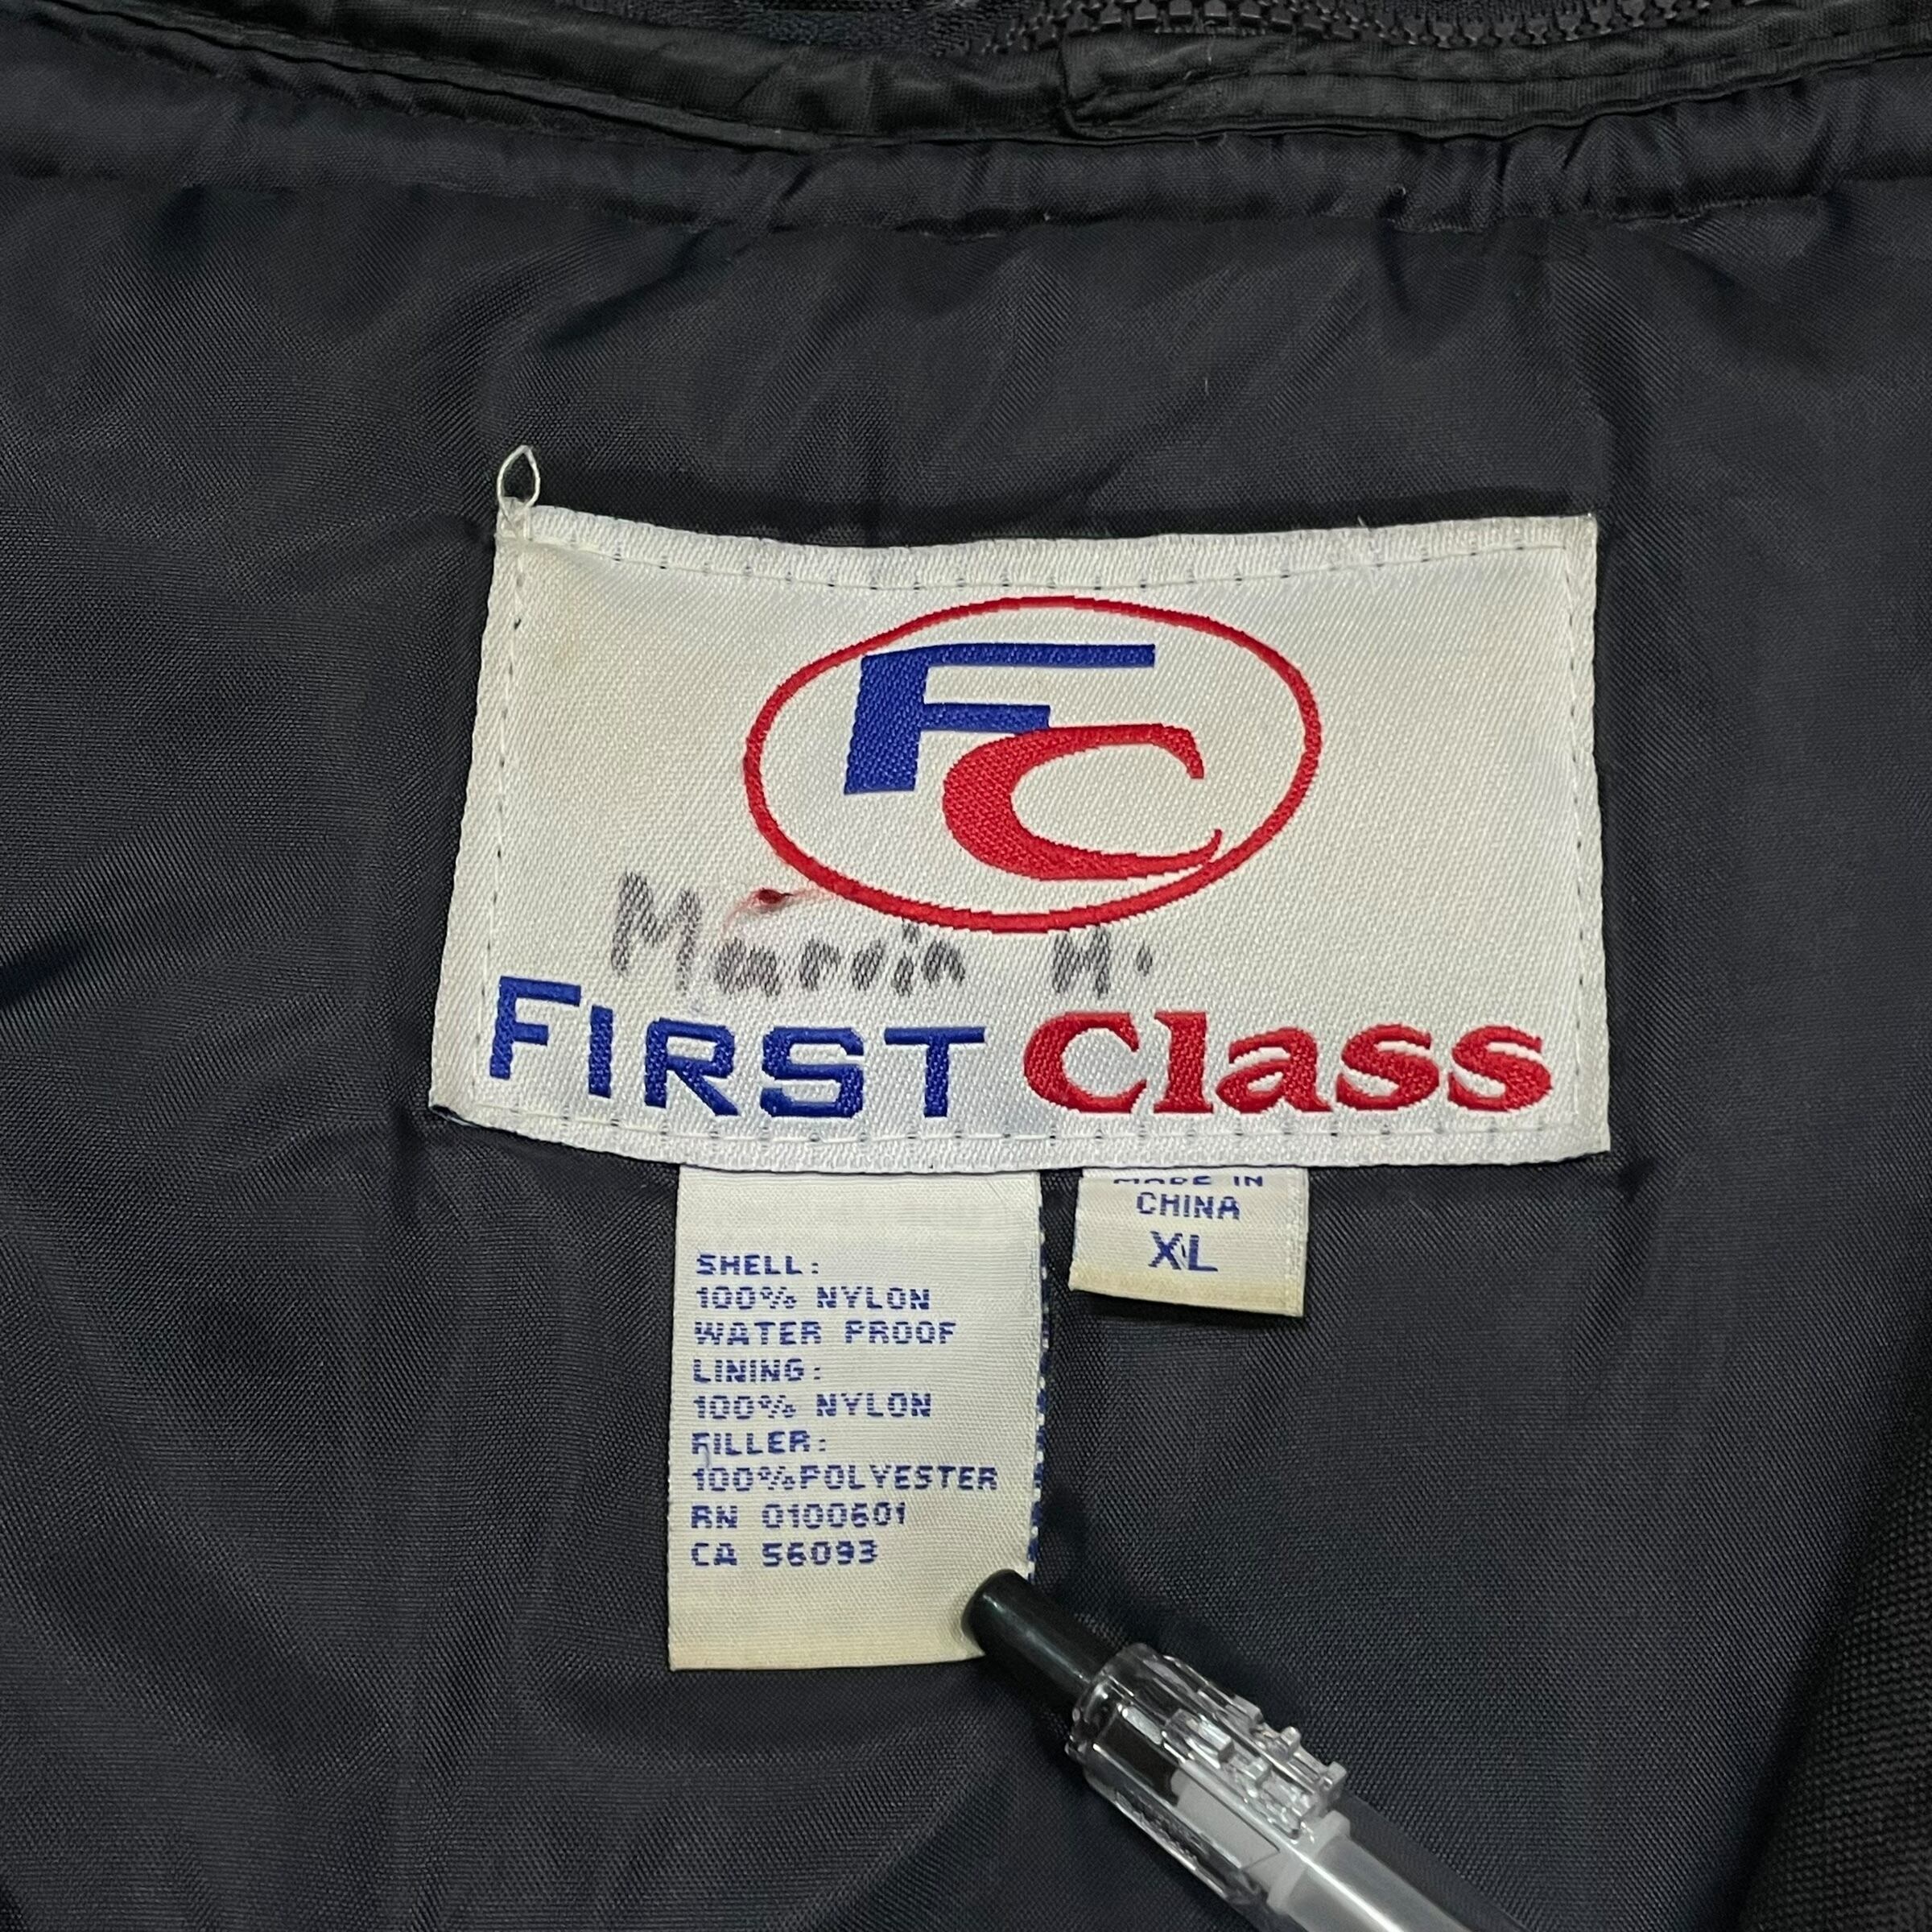 FC
Marvin H.
FIRST Class
MADE IN
CHINA
XL
SHELL:
100% NYLON
WATER PROOF
LINING:
100% NYLON
FILLER:
100%POLYESTER
RN 0100601
CA 56093